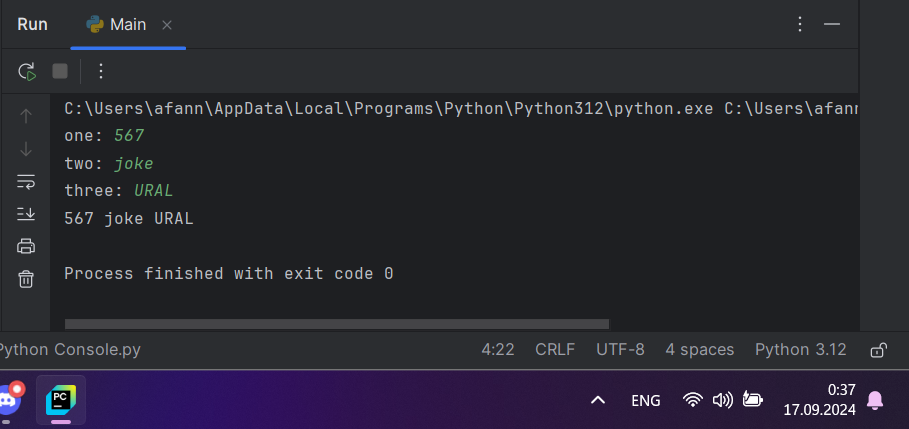 Run Main
C:\Users\afann\AppData\Local\Programs\Python\Python312\python.exe C:\Users\afann
one: 567
two: joke
three: URAL
567 joke URAL
Process finished with exit code 0
Python Console.py 4:22 CRLF UTF-8 4 spaces Python 3.12
PC ENG 0:37
17.09.2024